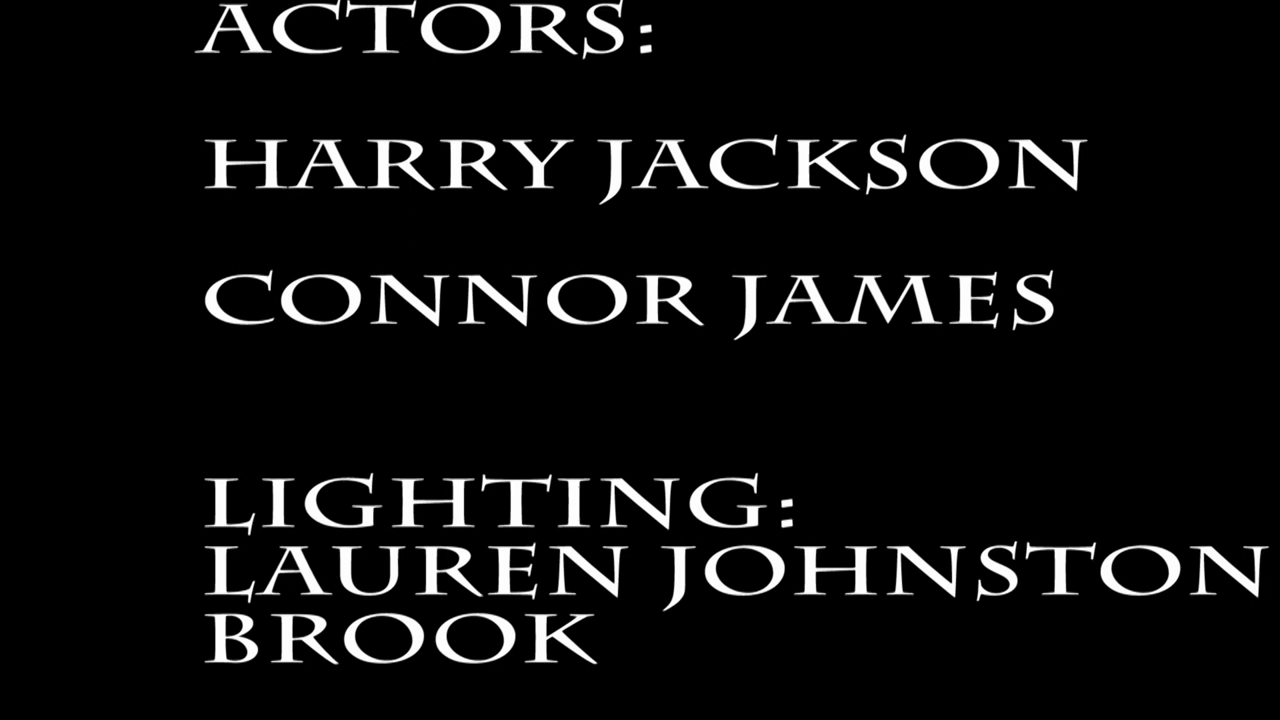 ACTORS:
HARRY JACKSON
CONNOR JAMES
LIGHTING:
LAUREN JOHNSTON
BROOK